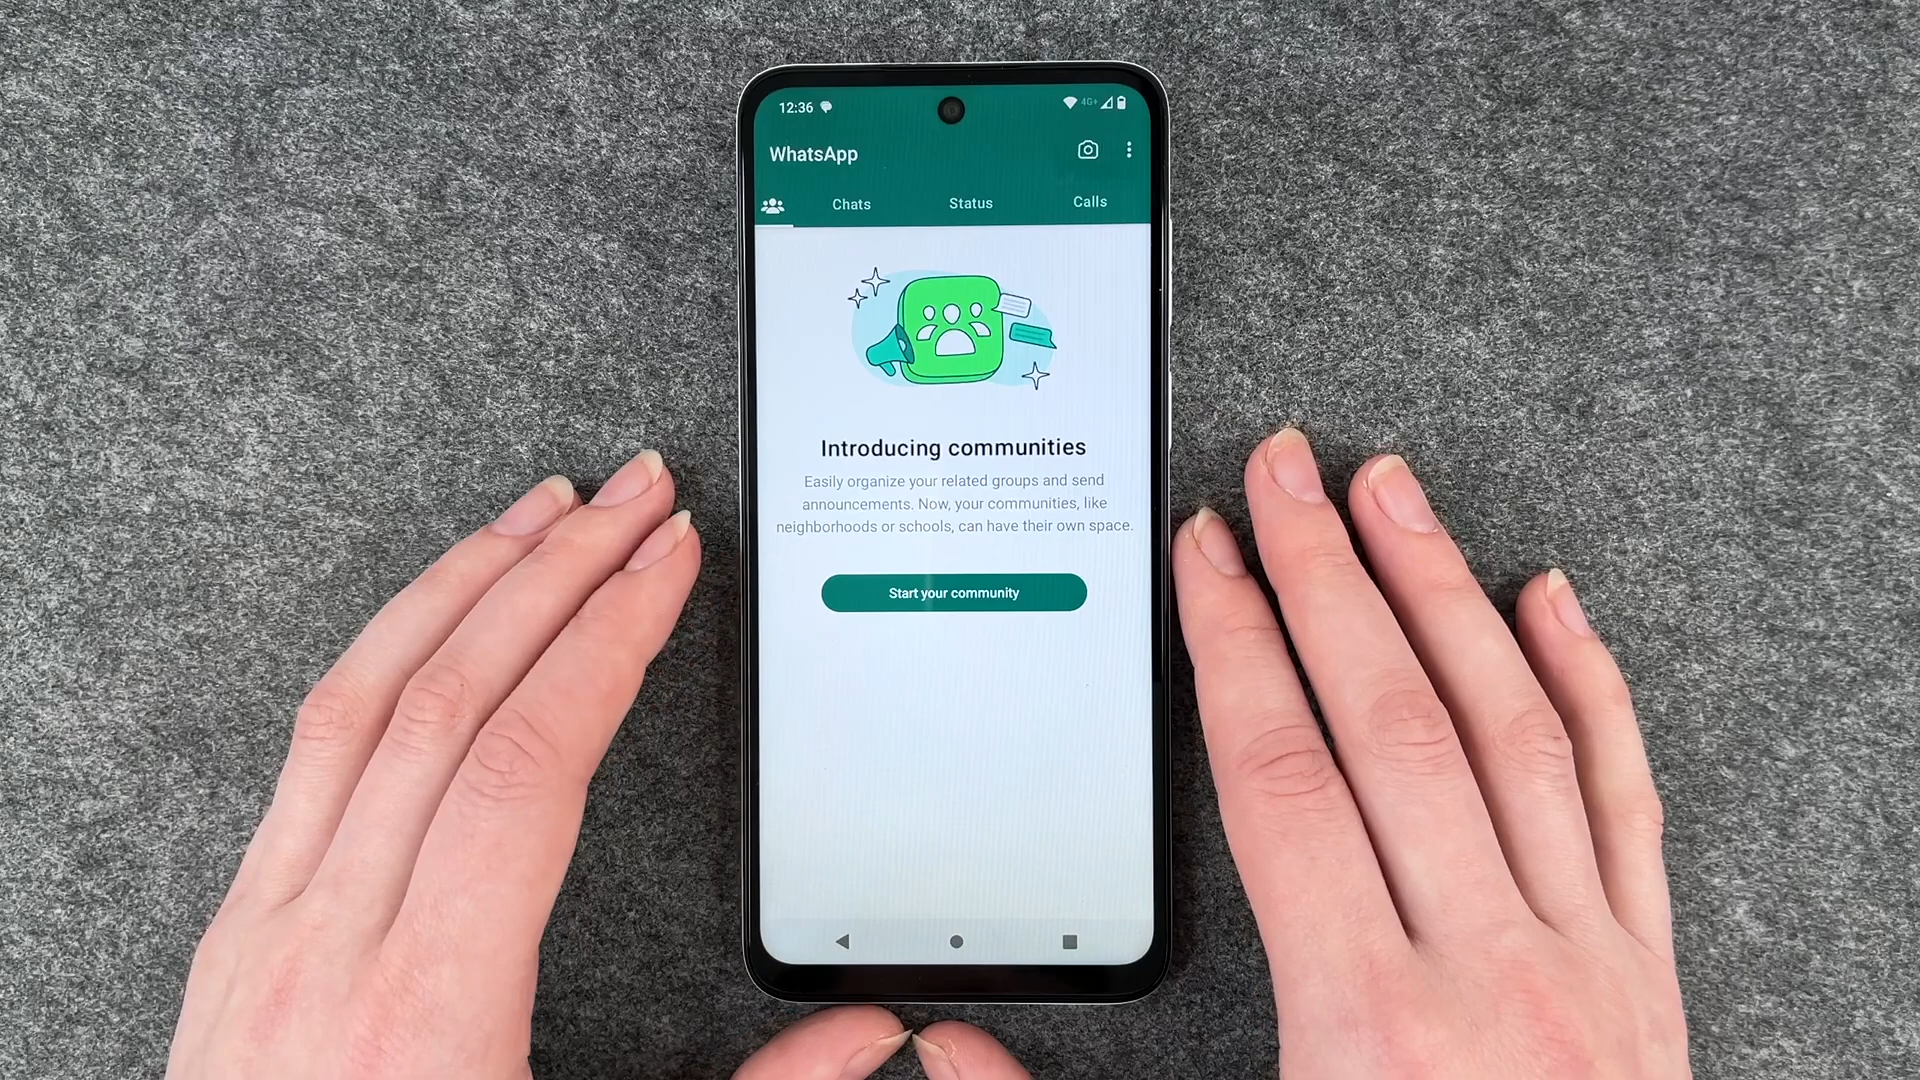 12:36
4G+
WhatsApp
Chats
Status
Calls
Introducing communities
Easily organize your related groups and send
announcements. Now, your communities, like
neighborhoods or schools, can have their own space.
Start your community